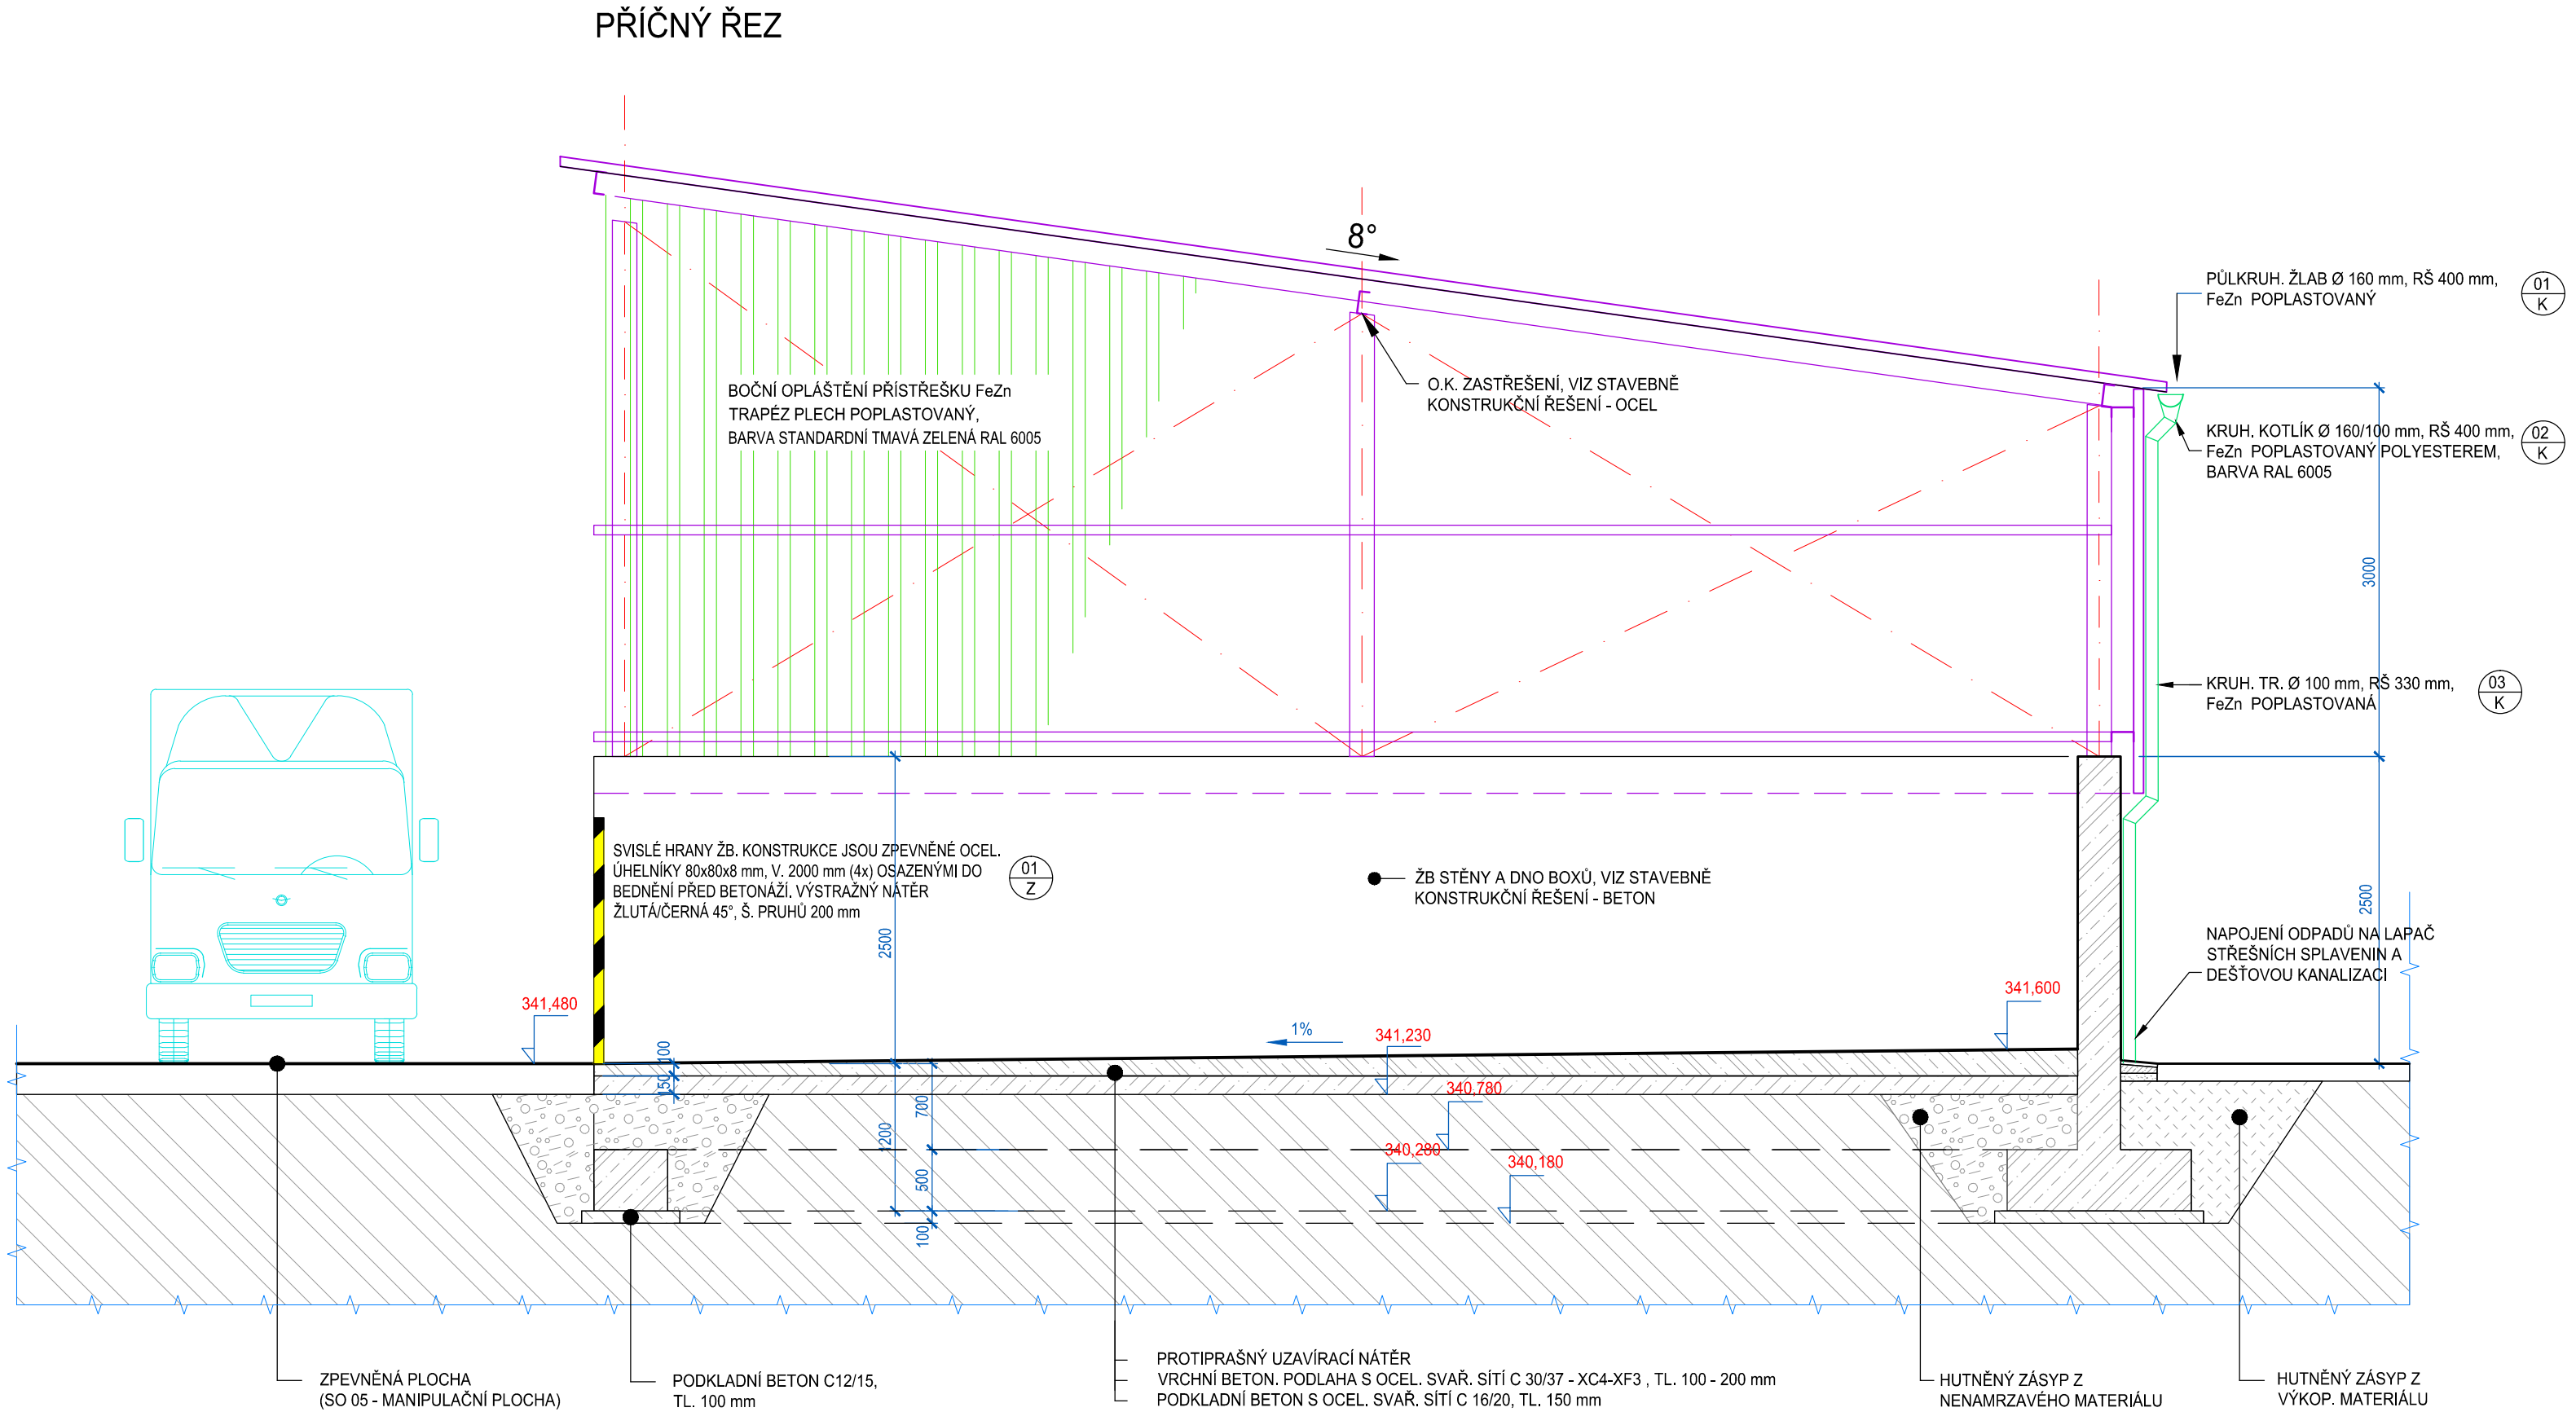 PŘÍČNÝ ŘEZ
8°
PŮLKRUH. ŽLAB Ø 160 mm, RŠ 400 mm,
FeZn POPLASTOVANÝ
01
K
BOČNÍ OPLÁŠTĚNÍ PŘÍSTŘEŠKU FeZn
TRAPÉZ PLECH POPLASTOVANÝ,
BARVA STANDARDNÍ TMAVÁ ZELENÁ RAL 6005
O.K. ZASTŘEŠENÍ, VIZ STAVEBNĚ
KONSTRUKČNÍ ŘEŠENÍ - OCEL
KRUH. KOTLÍK Ø 160/100 mm, RŠ 400 mm,
FeZn POPLASTOVANÝ POLYESTEREM,
BARVA RAL 6005
02
K
3000
KRUH. TR. Ø 100 mm, RŠ 330 mm,
FeZn POPLASTOVANÁ
03
K
SVISLÉ HRANY ŽB. KONSTRUKCE JSOU ZPEVNĚNÉ OCEL.
ÚHELNÍKY 80x80x8 mm, V. 2000 mm (4x) OSAZENÝMI DO
BEDNĚNÍ PŘED BETONÁŽÍ. VÝSTRAŽNÝ NÁTĚR
ŽLUTÁ/ČERNÁ 45°, Š. PRUHŮ 200 mm
01
Z
ŽB STĚNY A DNO BOXŮ, VIZ STAVEBNĚ
KONSTRUKČNÍ ŘEŠENÍ - BETON
2500
2500
NAPOJENÍ ODPADŮ NA LAPAČ
STŘEŠNÍCH SPLAVENIN A
DEŠŤOVOU KANALIZACI
341,480
341,600
1%
341,230
100
150
340,780
700
1200
340,280
340,180
500
100
ZPEVNĚNÁ PLOCHA
(SO 05 - MANIPULAČNÍ PLOCHA)
PODKLADNÍ BETON C12/15,
TL. 100 mm
PROTIPRAŠNÝ UZAVÍRACÍ NÁTĚR
VRCHNÍ BETON. PODLAHA S OCEL. SVAŘ. SÍTÍ C 30/37 - XC4-XF3 , TL. 100 - 200 mm
PODKLADNÍ BETON S OCEL. SVAŘ. SÍTÍ C 16/20, TL. 150 mm
HUTNĚNÝ ZÁSYP Z
NENAMRZAVÉHO MATERIÁLU
HUTNĚNÝ ZÁSYP Z
VÝKOP. MATERIÁLU